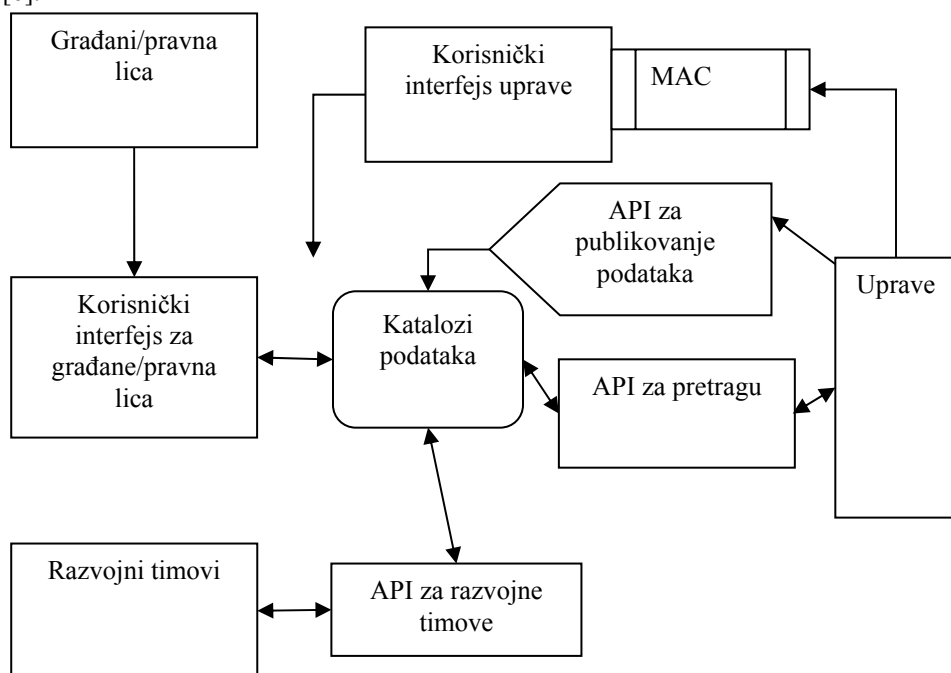 Građani/pravna
lica
Korisnički
interfejs uprave
MAC
API za
publikovanje
podataka
Uprave
Korisnički
interfejs za
građane/pravna
lica
Katalozi
podataka
API za pretragu
Razvojni timovi
API za razvojne
timove